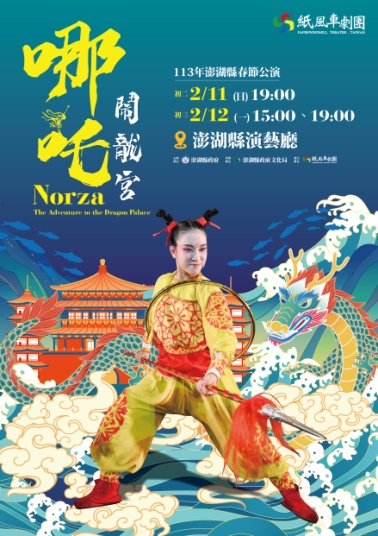 紙風車劇團
PAPERWINDMILL THEATER, TAIWAN
哪吒
鬧龍宮
Norza
The Adventure to the Dragon Palace
113年澎湖縣春節公演
初二 2/11 (日) 19:00
初三 2/12 (一) 15:00、19:00
澎湖縣演藝廳
澎湖縣政府 澎湖縣政府文化局 紙風車劇團